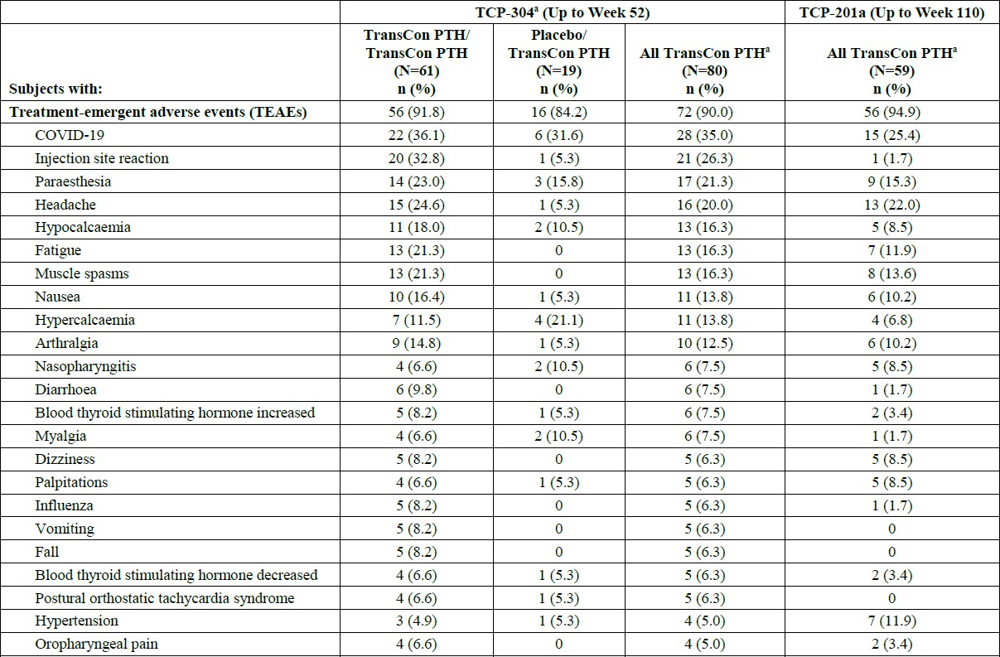 TCP-304a (Up to Week 52) TCP-201a (Up to Week 110)
Subjects with: TransCon PTH/ TransCon PTH (N=61) n (%) Placebo/ TransCon PTH (N=19) n (%) All TransCon PTHa (N=80) n (%) All TransCon PTHa (N=59) n (%)
Treatment-emergent adverse events (TEAEs) 56 (91.8) 16 (84.2) 72 (90.0) 56 (94.9)
COVID-19 22 (36.1) 6 (31.6) 28 (35.0) 15 (25.4)
Injection site reaction 20 (32.8) 1 (5.3) 21 (26.3) 1 (1.7)
Paraesthesia 14 (23.0) 3 (15.8) 17 (21.3) 9 (15.3)
Headache 15 (24.6) 1 (5.3) 16 (20.0) 13 (22.0)
Hypocalcaemia 11 (18.0) 2 (10.5) 13 (16.3) 5 (8.5)
Fatigue 13 (21.3) 0 13 (16.3) 7 (11.9)
Muscle spasms 13 (21.3) 0 13 (16.3) 8 (13.6)
Nausea 10 (16.4) 1 (5.3) 11 (13.8) 6 (10.2)
Hypercalcaemia 7 (11.5) 4 (21.1) 11 (13.8) 4 (6.8)
Arthralgia 9 (14.8) 1 (5.3) 10 (12.5) 6 (10.2)
Nasopharyngitis 4 (6.6) 2 (10.5) 6 (7.5) 5 (8.5)
Diarrhoea 6 (9.8) 0 6 (7.5) 1 (1.7)
Blood thyroid stimulating hormone increased 5 (8.2) 1 (5.3) 6 (7.5) 2 (3.4)
Myalgia 4 (6.6) 2 (10.5) 6 (7.5) 1 (1.7)
Dizziness 5 (8.2) 0 5 (6.3) 5 (8.5)
Palpitations 4 (6.6) 1 (5.3) 5 (6.3) 5 (8.5)
Influenza 5 (8.2) 0 5 (6.3) 1 (1.7)
Vomiting 5 (8.2) 0 5 (6.3) 0
Fall 5 (8.2) 0 5 (6.3) 0
Blood thyroid stimulating hormone decreased 4 (6.6) 1 (5.3) 5 (6.3) 2 (3.4)
Postural orthostatic tachycardia syndrome 4 (6.6) 1 (5.3) 5 (6.3) 0
Hypertension 3 (4.9) 1 (5.3) 4 (5.0) 7 (11.9)
Oropharyngeal pain 4 (6.6) 0 4 (5.0) 2 (3.4)